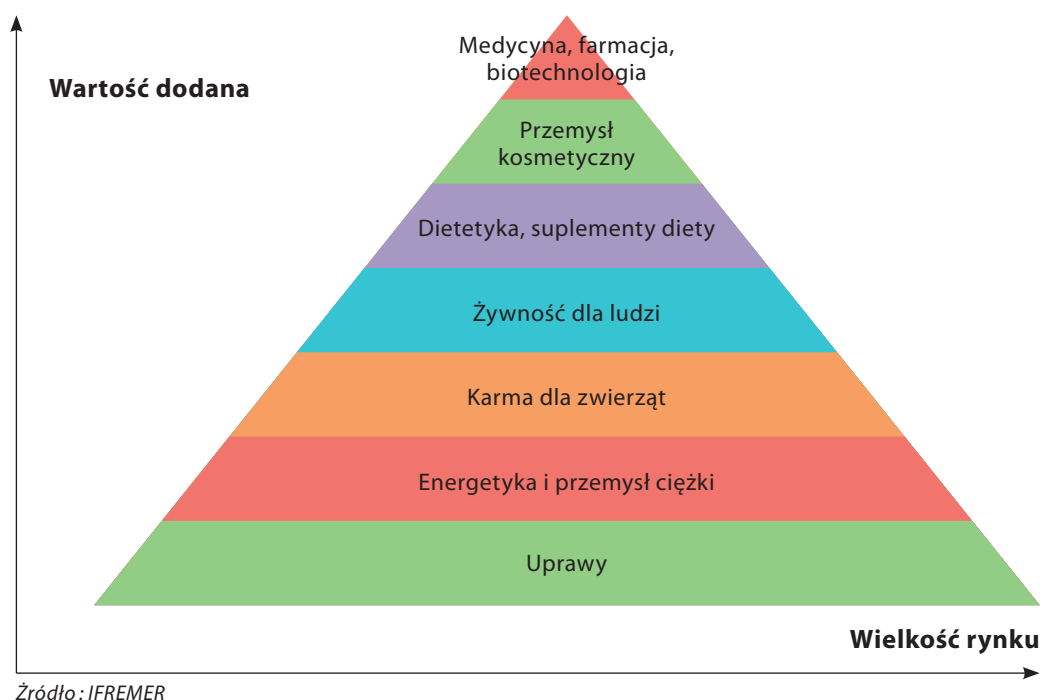 Medycyna, farmacja,
biotechnologia
Wartość dodana
Przemysł
kosmetyczny
Dietetyka, suplementy diety
Żywność dla ludzi
Karma dla zwierząt
Energetyka i przemysł ciężki
Uprawy
Wielkość rynku
Żródło : IFREMER